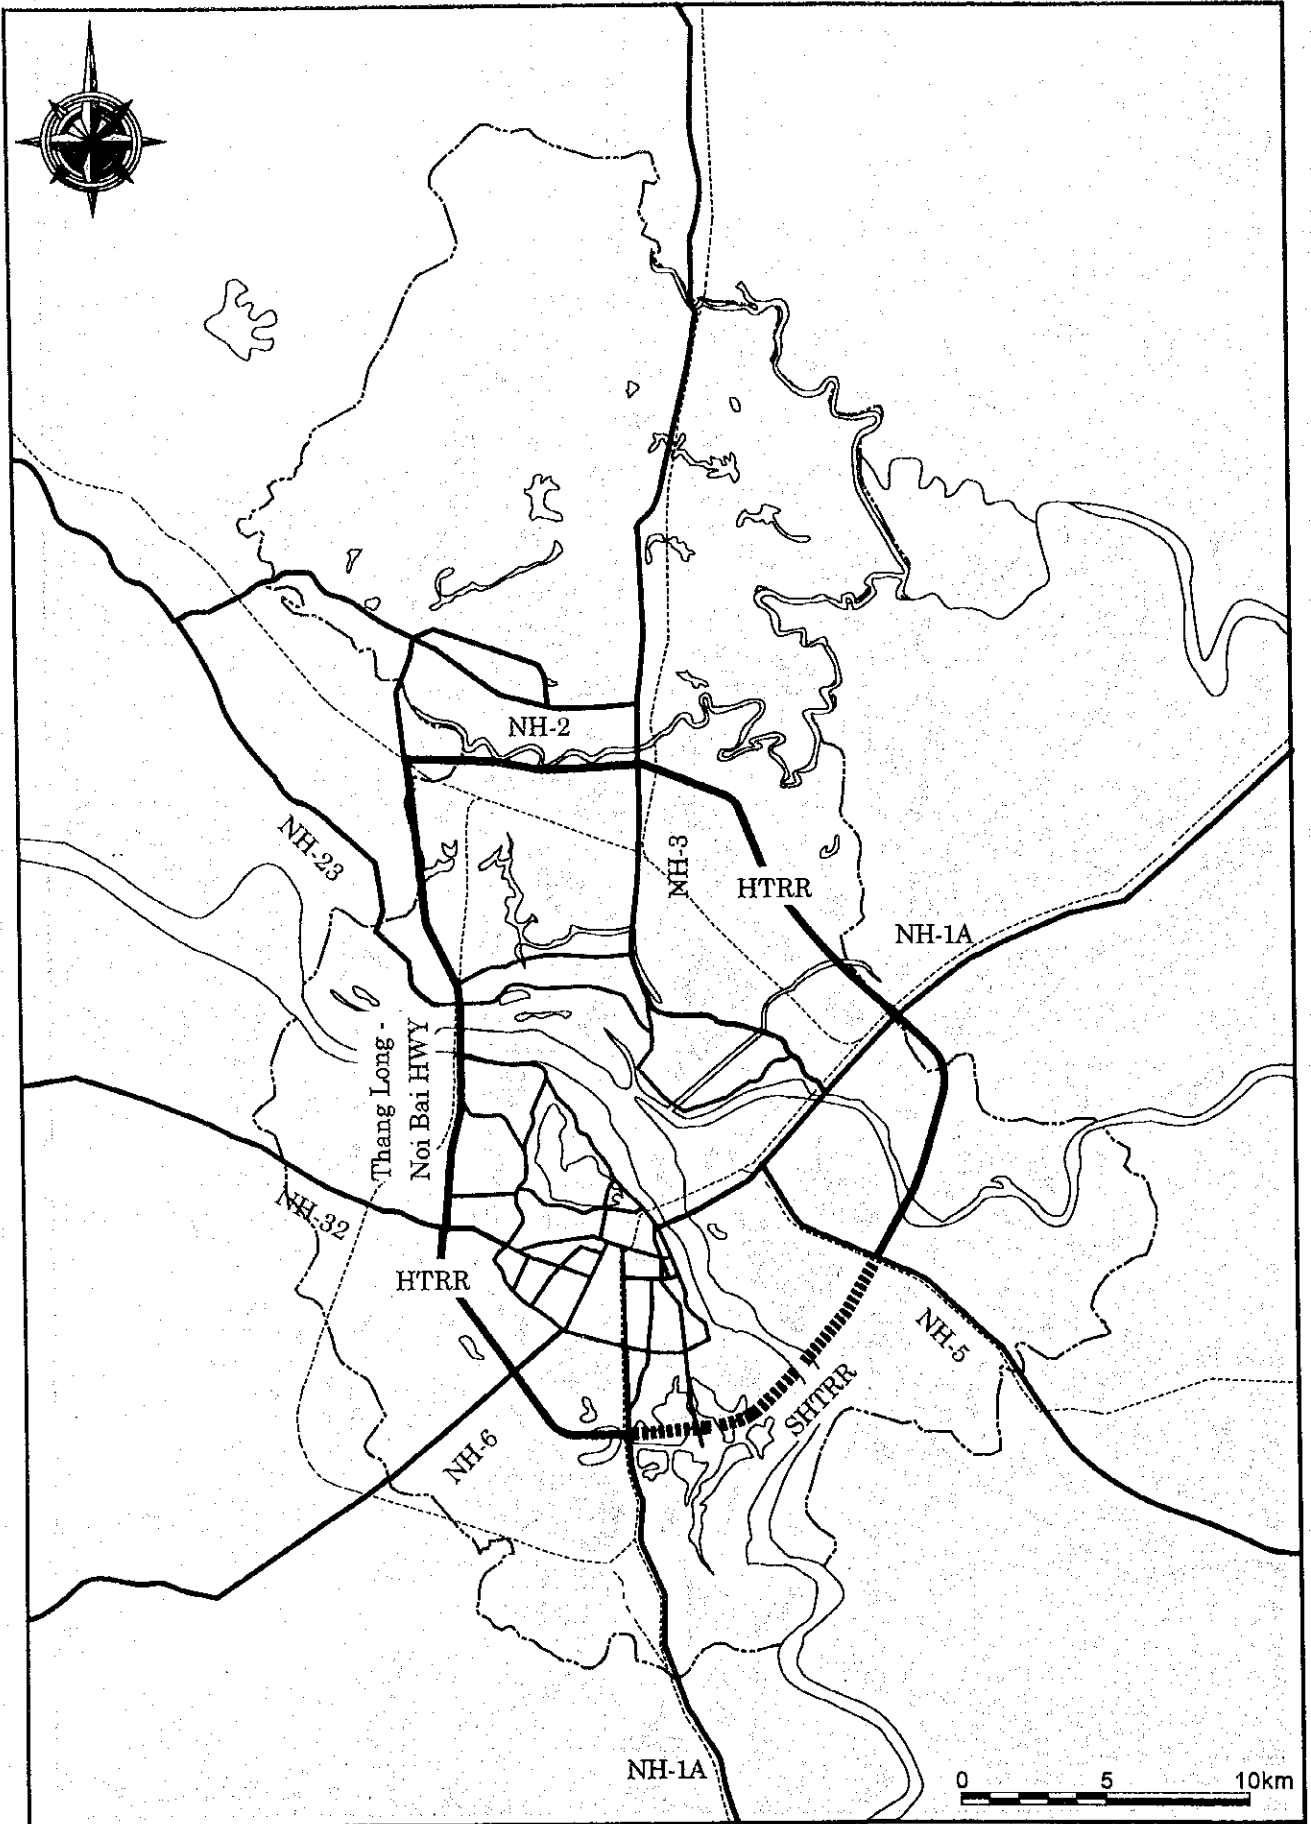 NH-2
NH-23
NH-3
HTRR
NH-1A
Thang Long -
Noi Bai HWY
NH-32
HTRR
NH-5
SHTRR
NH-6
NH-1A
0 5 10km